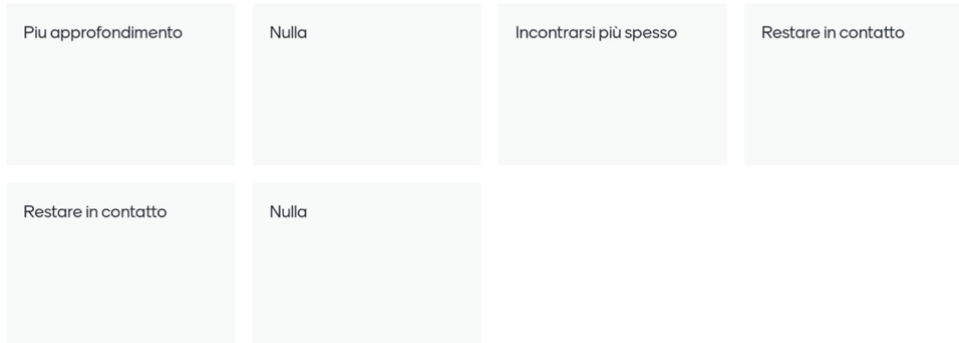 Piu approfondimento
Nulla
Incontrarsi più spesso
Restare in contatto
Restare in contatto
Nulla